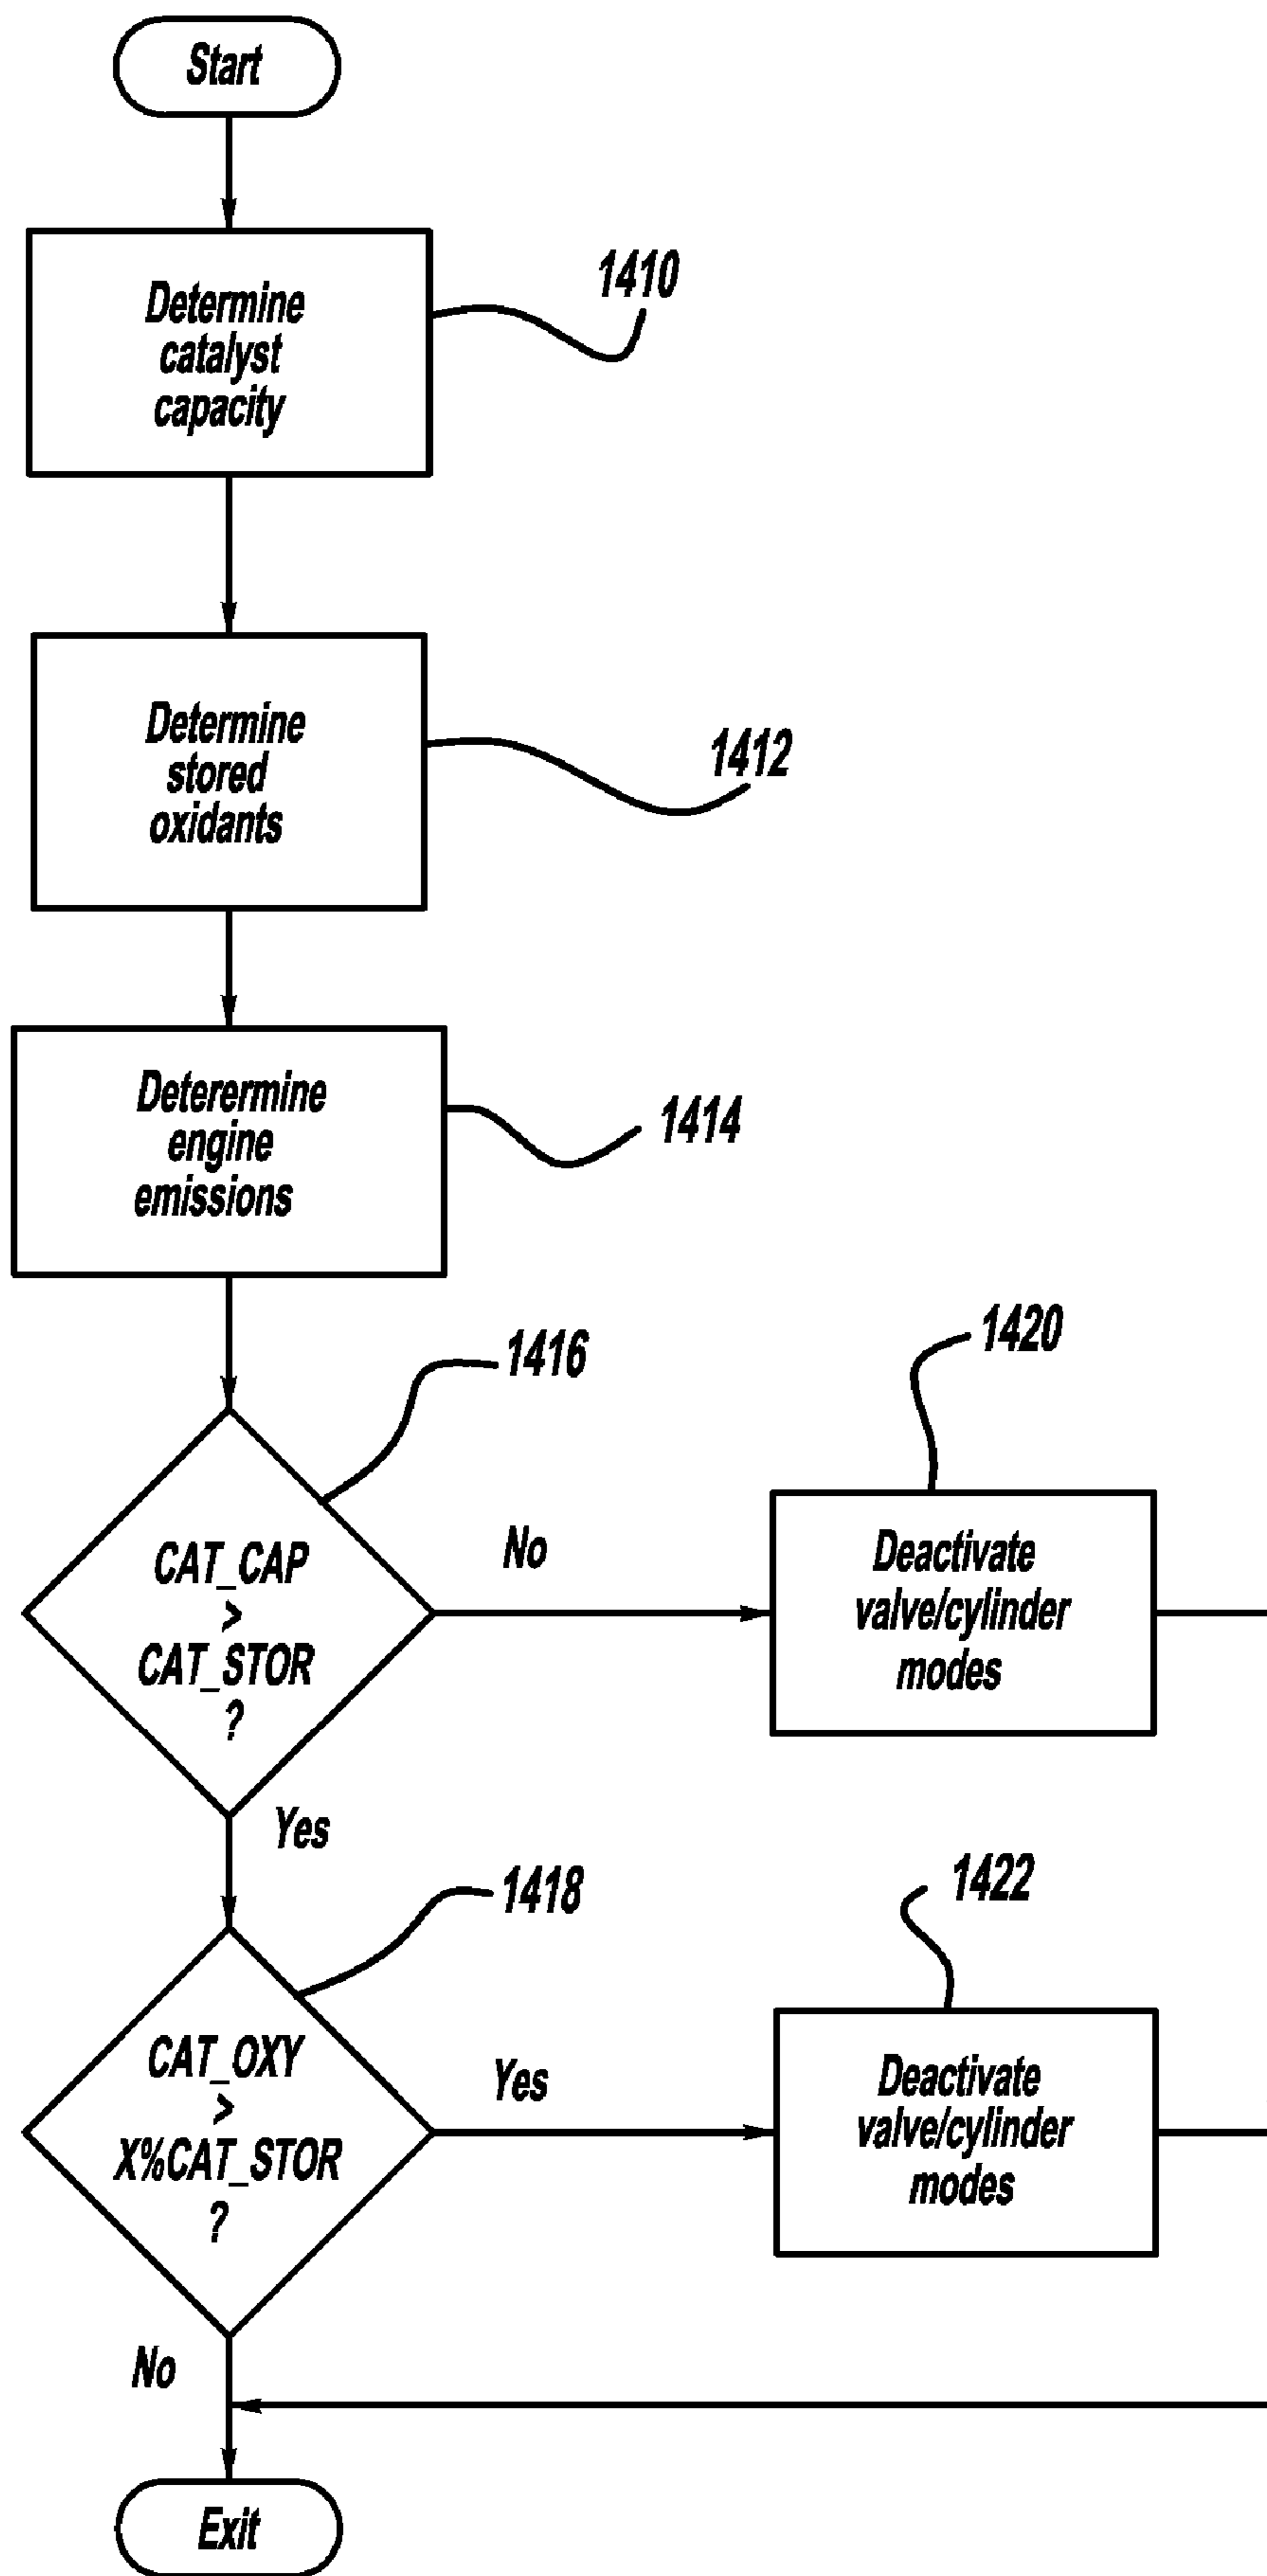 Start
Determine
catalyst
capacity
1410
Determine
stored
oxidants
1412
Deterermine
engine
emissions
1414
1416
CAT_CAP
>
CAT_STOR
?
No
1420
Deactivate
valve/cylinder
modes
Yes
1418
CAT_OXY
>
X%CAT_STOR
?
Yes
1422
Deactivate
valve/cylinder
modes
No
Exit